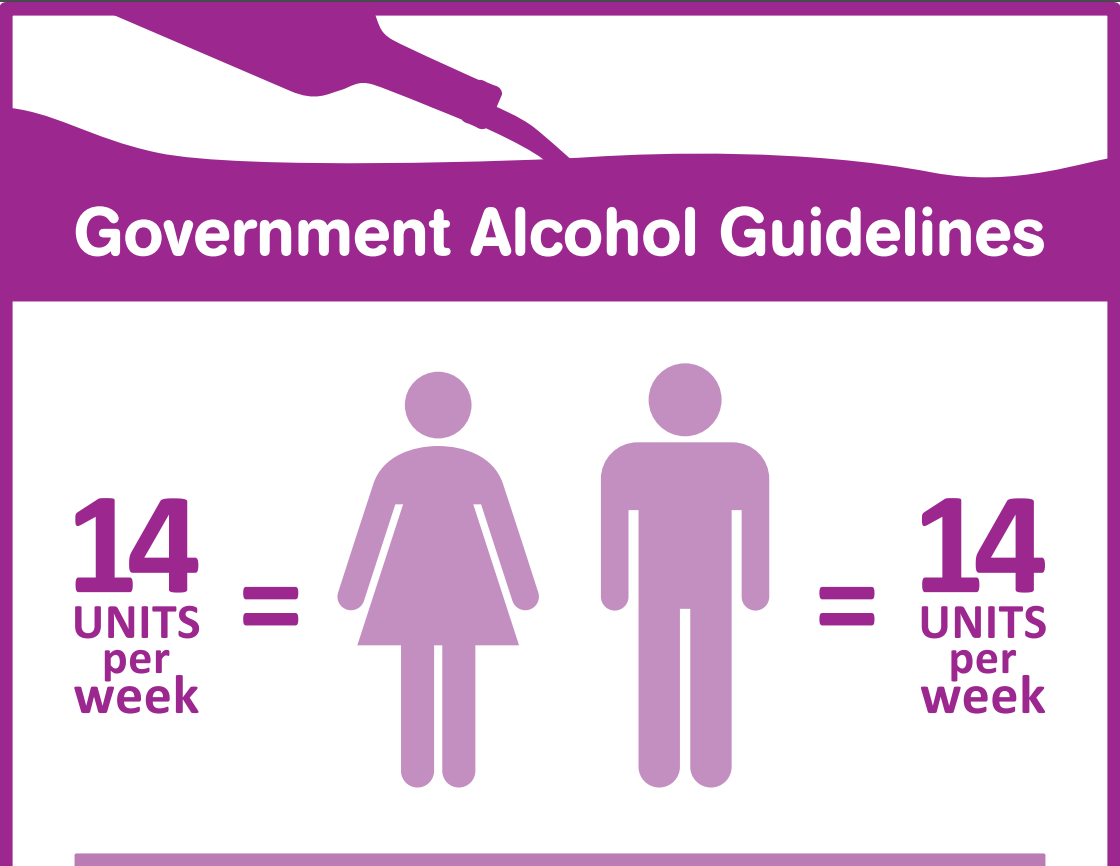 Government Alcohol Guidelines
14
UNITS
per
week
=
=
14
UNITS
per
week